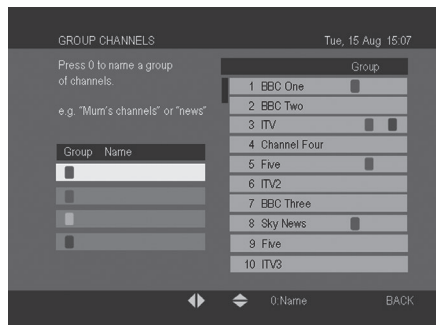 GROUP CHANNELS
Tue, 15 Aug 15:07
Press 0 to name a group
of channels.
e.g. "Mum's channels" or "news"
Group Name
Group
1 BBC One
2 BBC Two
3 ITV
4 Channel Four
5 Five
6 ITV2
7 BBC Three
8 Sky News
9 Five
10 ITV3
0:Name
BACK